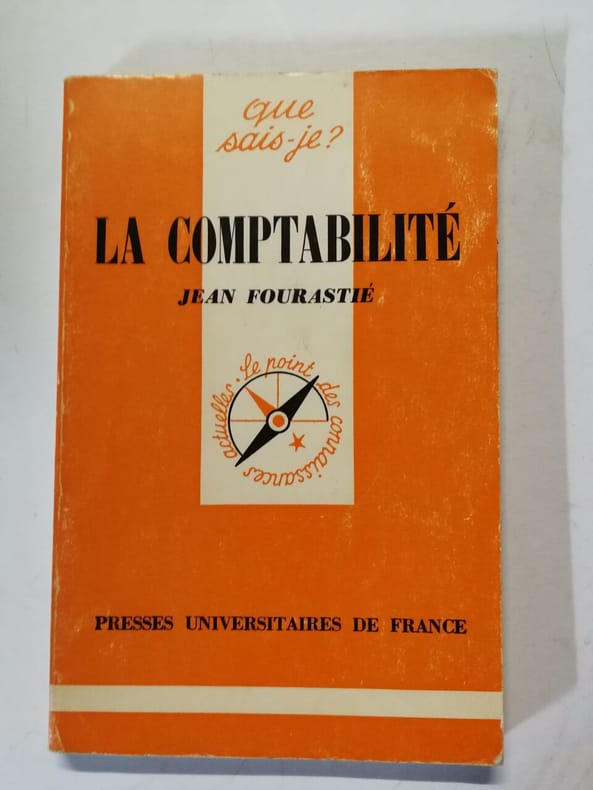 que
sais-je?
LA COMPTABILITÉ
JEAN FOURASTIÉ
Le point des connaissances actuelles.
PRESSES UNIVERSITAIRES DE FRANCE